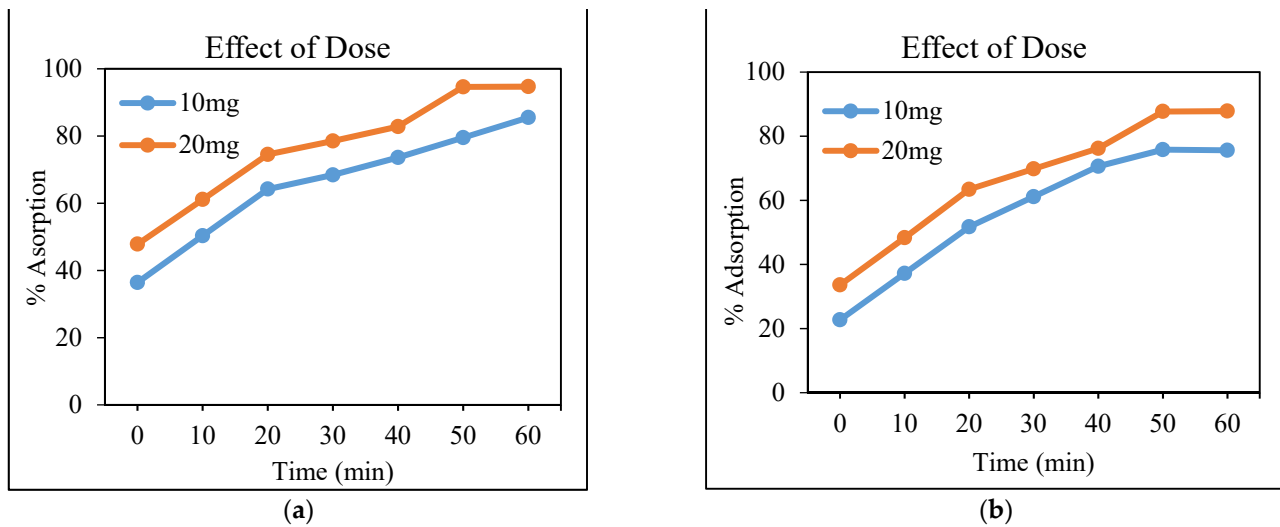 Effect of Dose
100
80
60
40
20
0
% Asorption
10mg
20mg
0 10 20 30 40 50 60
Time (min)
(a)
Effect of Dose
100
80
60
40
20
0
% Adsorption
10mg
20mg
0 10 20 30 40 50 60
Time (min)
(b)